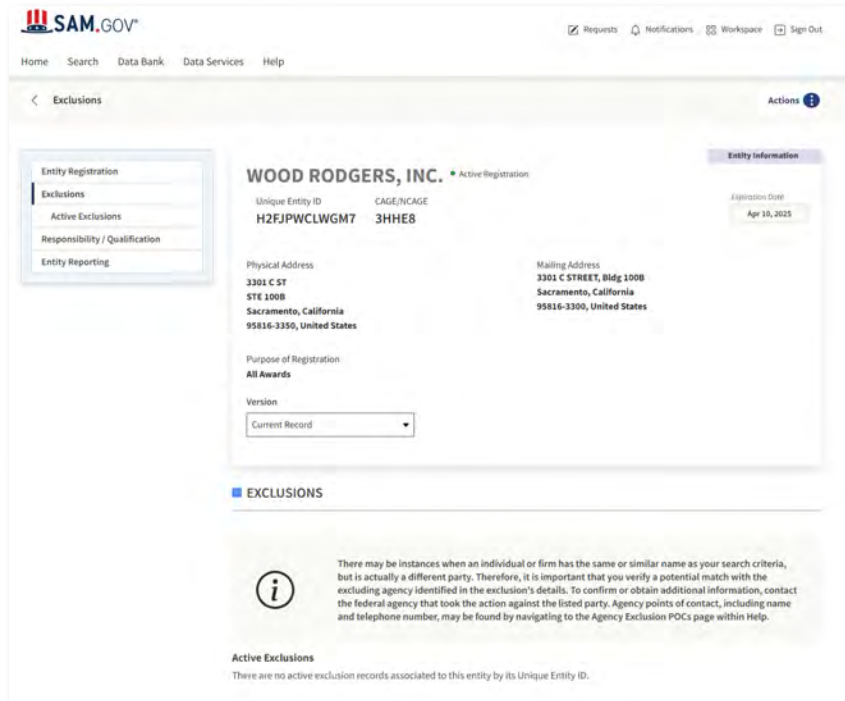 SAM.GOV®
Requests Notifications Workspace Sign Out
Home Search Data Bank Data Services Help
Exclusions
Actions
Entity Registration
Exclusions
Active Exclusions
Responsibility / Qualification
Entity Reporting
Entity Information
WOOD RODGERS, INC. Active Registration
Unique Entity ID CAGE/NCAGE
H2FJPWCLWGM7 3HHE8
Expiration Date
Apr 10, 2025
Physical Address
3301 C ST
STE 100B
Sacramento, California
95816-3350, United States
Mailing Address
3301 C STREET, Bldg 100B
Sacramento, California
95816-3300, United States
Purpose of Registration
All Awards
Version
Current Record
EXCLUSIONS
There may be instances when an individual or firm has the same or similar name as your search criteria,
but is actually a different party. Therefore, it is important that you verify a potential match with the
excluding agency identified in the exclusion's details. To confirm or obtain additional information, contact
the federal agency that took the action against the listed party. Agency points of contact, including name
and telephone number, may be found by navigating to the Agency Exclusion POCs page within Help.
Active Exclusions
There are no active exclusion records associated to this entity by its Unique Entity ID.